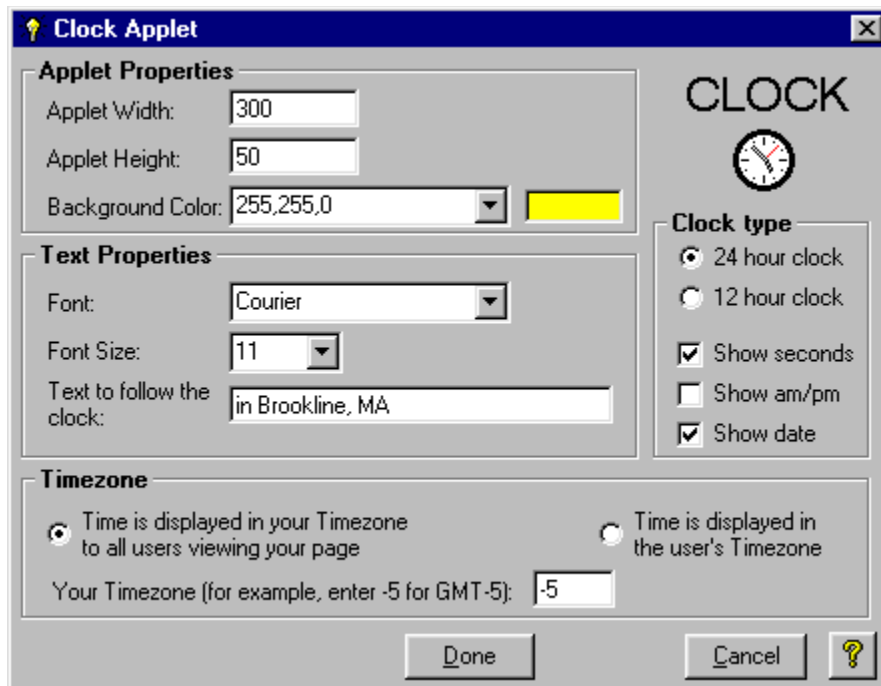 Clock Applet
Applet Properties
Applet Width: 300
Applet Height: 50
Background Color: 255,255,0
CLOCK
Text Properties
Font: Courier
Font Size: 11
Text to follow the
clock: in Brookline, MA
Clock type
24 hour clock
12 hour clock
Show seconds
Show am/pm
Show date
Timezone
Time is displayed in your Timezone
to all users viewing your page
Time is displayed in
the user's Timezone
Your Timezone (for example, enter -5 for GMT-5): -5
Done
Cancel
?